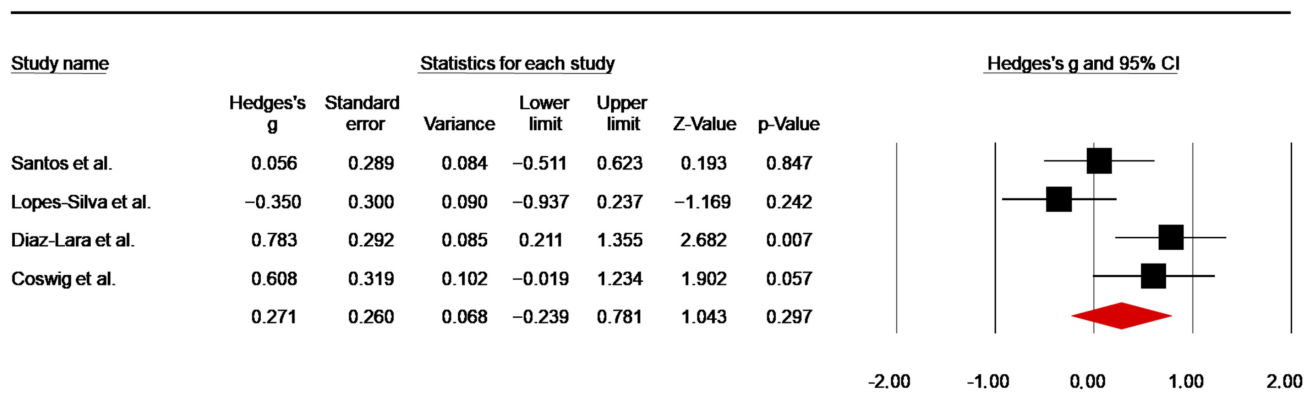 Study name Statistics for each study Hedges's g and 95% CI
Hedges's Standard Lower Upper
g error Variance limit limit Z-Value p-Value
Santos et al. 0.056 0.289 0.084 −0.511 0.623 0.193 0.847
Lopes-Silva et al. −0.350 0.300 0.090 −0.937 0.237 −1.169 0.242
Diaz-Lara et al. 0.783 0.292 0.085 0.211 1.355 2.682 0.007
Coswig et al. 0.608 0.319 0.102 −0.019 1.234 1.902 0.057
0.271 0.260 0.068 −0.239 0.781 1.043 0.297
-2.00 -1.00 0.00 1.00 2.00